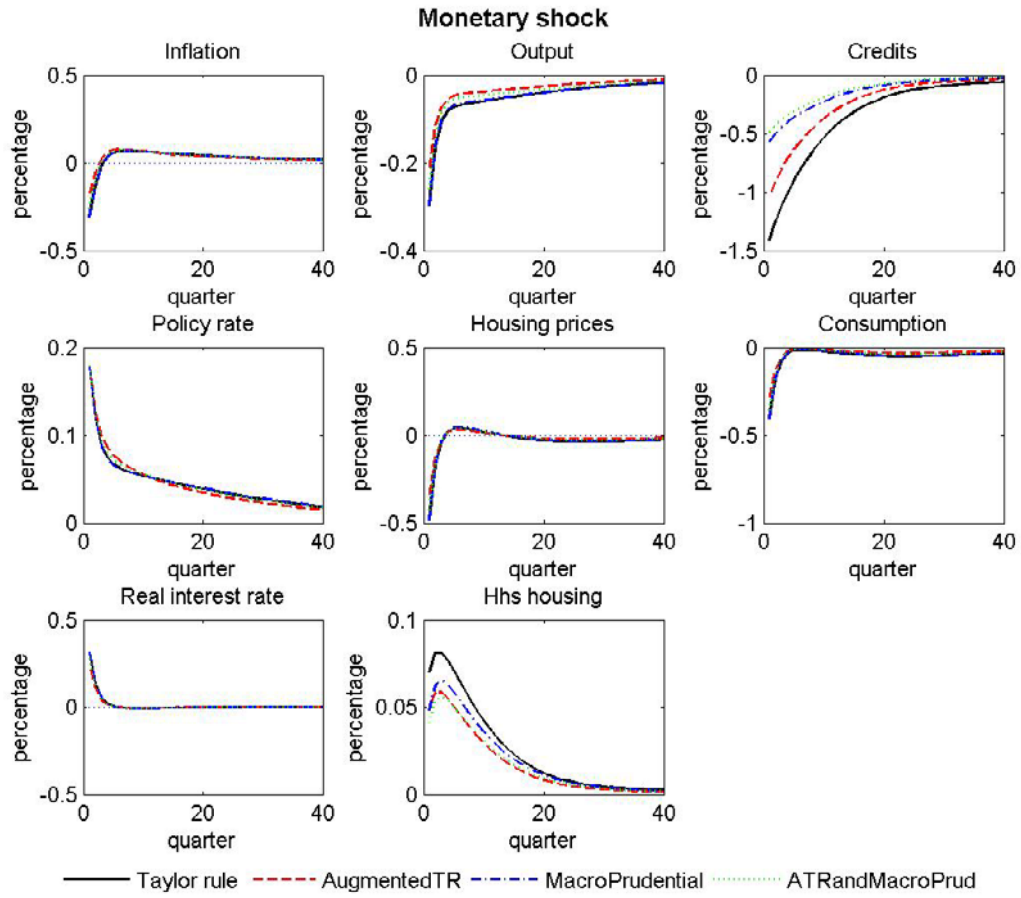 Monetary shock
Inflation
Output
Credits
0.5
0
-0.5
percentage
0 20 40
quarter
0
-0.2
-0.4
percentage
0 20 40
quarter
0
-0.5
-1
-1.5
percentage
0 20 40
quarter
Policy rate
Housing prices
Consumption
0.2
0.1
0
percentage
0 20 40
quarter
0.5
0
-0.5
percentage
0 20 40
quarter
0
-0.5
-1
percentage
0 20 40
quarter
Real interest rate
Hhs housing
0.5
0
-0.5
percentage
0 20 40
quarter
0.1
0.05
0
percentage
0 20 40
quarter
Taylor rule AugmentedTR MacroPrudential ATRandMacroPrud